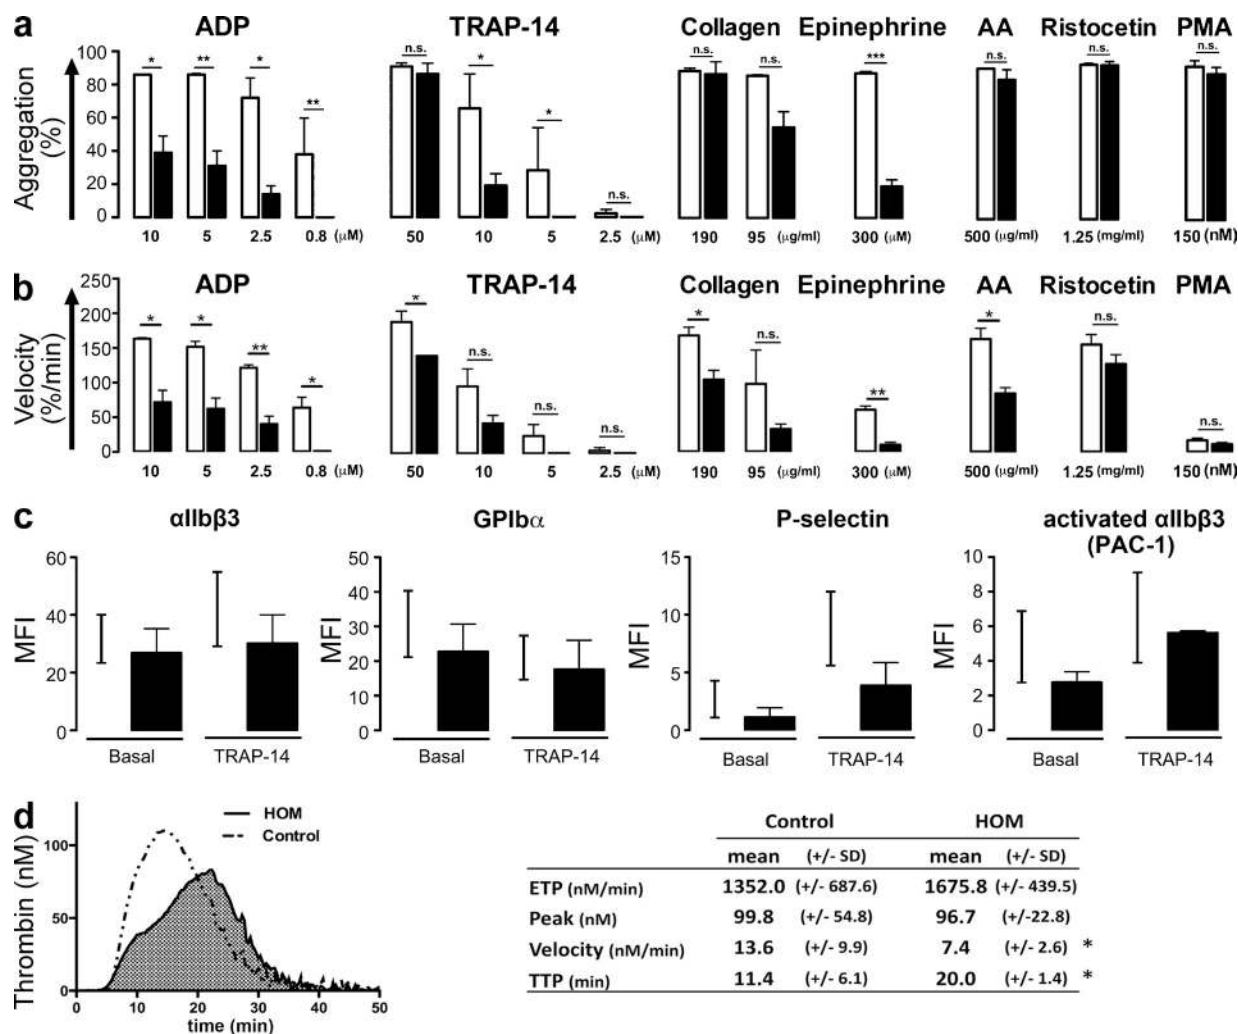 a ADP TRAP-14 Collagen Epinephrine AA Ristocetin PMA
Aggregation (%)
100
80
60
40
20
0
* ** * ** n.s. * * n.s. n.s. n.s. *** n.s. n.s. n.s.
10 5 2.5 0.8 (μM) 50 10 5 2.5 (μM) 190 95 (μg/ml) 300 (μM) 500 (μg/ml) 1.25 (mg/ml) 150 (nM)
b ADP TRAP-14 Collagen Epinephrine AA Ristocetin PMA
Velocity (%/min)
250
200
150
100
50
0
* * ** * * n.s. n.s. n.s. * n.s. ** * n.s. n.s.
10 5 2.5 0.8 (μM) 50 10 5 2.5 (μM) 190 95 (μg/ml) 300 (μM) 500 (μg/ml) 1.25 (mg/ml) 150 (nM)
c αIIbβ3 GPIbα P-selectin activated αIIbβ3
(PAC-1)
MFI
60
40
20
0
Basal TRAP-14
MFI
50
40
30
20
10
0
Basal TRAP-14
MFI
15
10
5
0
Basal TRAP-14
MFI
10
8
6
4
2
0
Basal TRAP-14
d
HOM
Control
Thrombin (nM)
100
50
0
0 10 20 30 40 50
time (min)
Control HOM
mean (+/- SD) mean (+/- SD)
ETP (nM/min) 1352.0 (+/- 687.6) 1675.8 (+/- 439.5)
Peak (nM) 99.8 (+/- 54.8) 96.7 (+/-22.8)
Velocity (nM/min) 13.6 (+/- 9.9) 7.4 (+/- 2.6) *
TTP (min) 11.4 (+/- 6.1) 20.0 (+/- 1.4) *